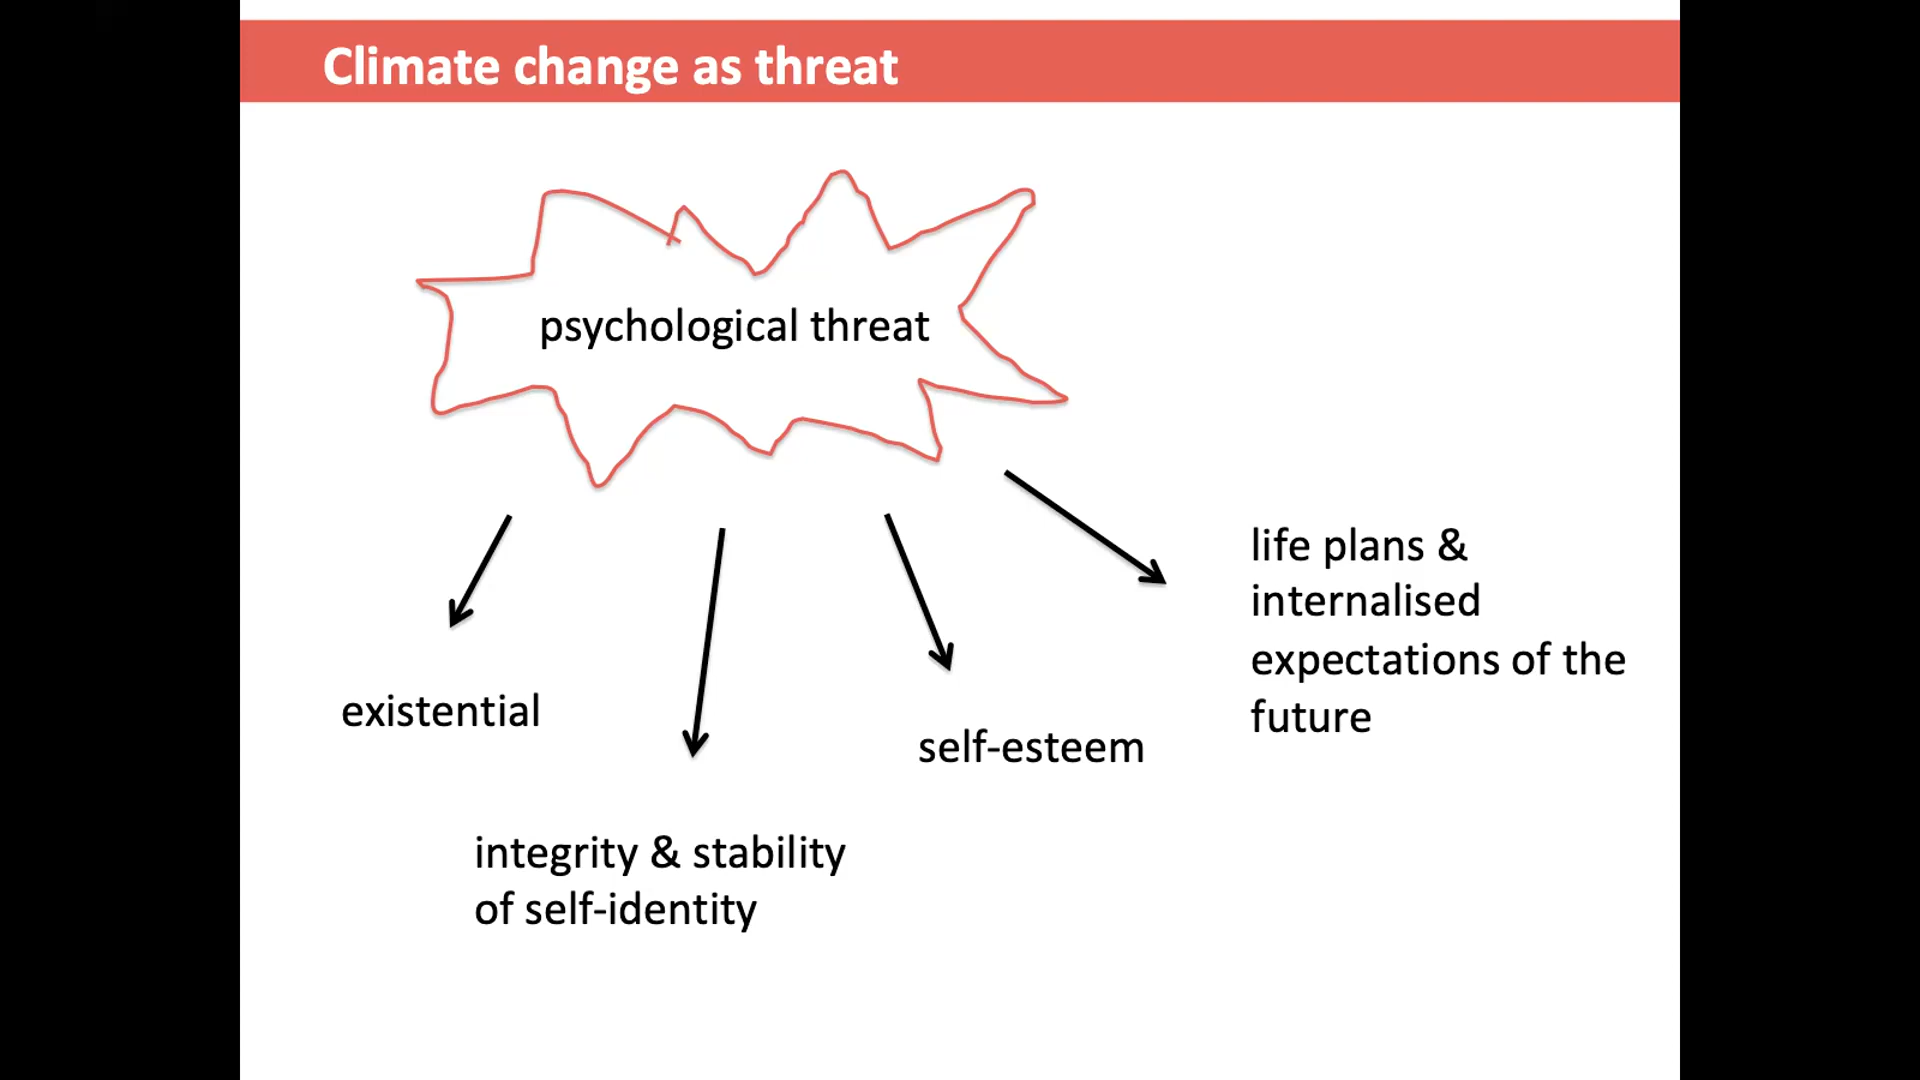 Climate change as threat
psychological threat
existential
integrity & stability
of self-identity
self-esteem
life plans &
internalised
expectations of the
future